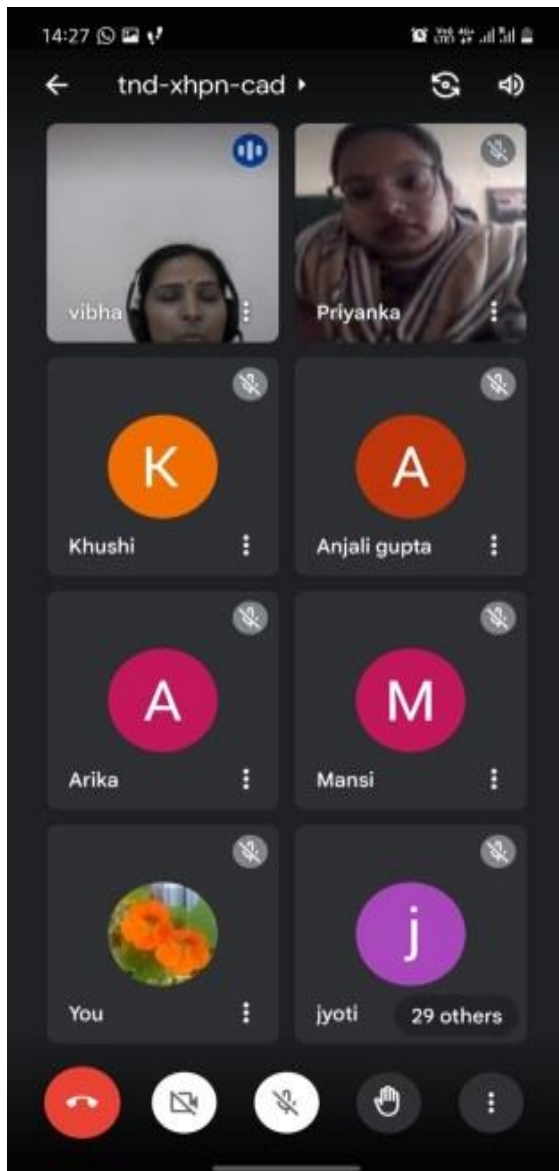 14:27
tnd-xhpn-cad
vibha
Priyanka
K
A
Khushi
Anjali gupta
A
M
Arika
Mansi
j
You
jyoti
29 others